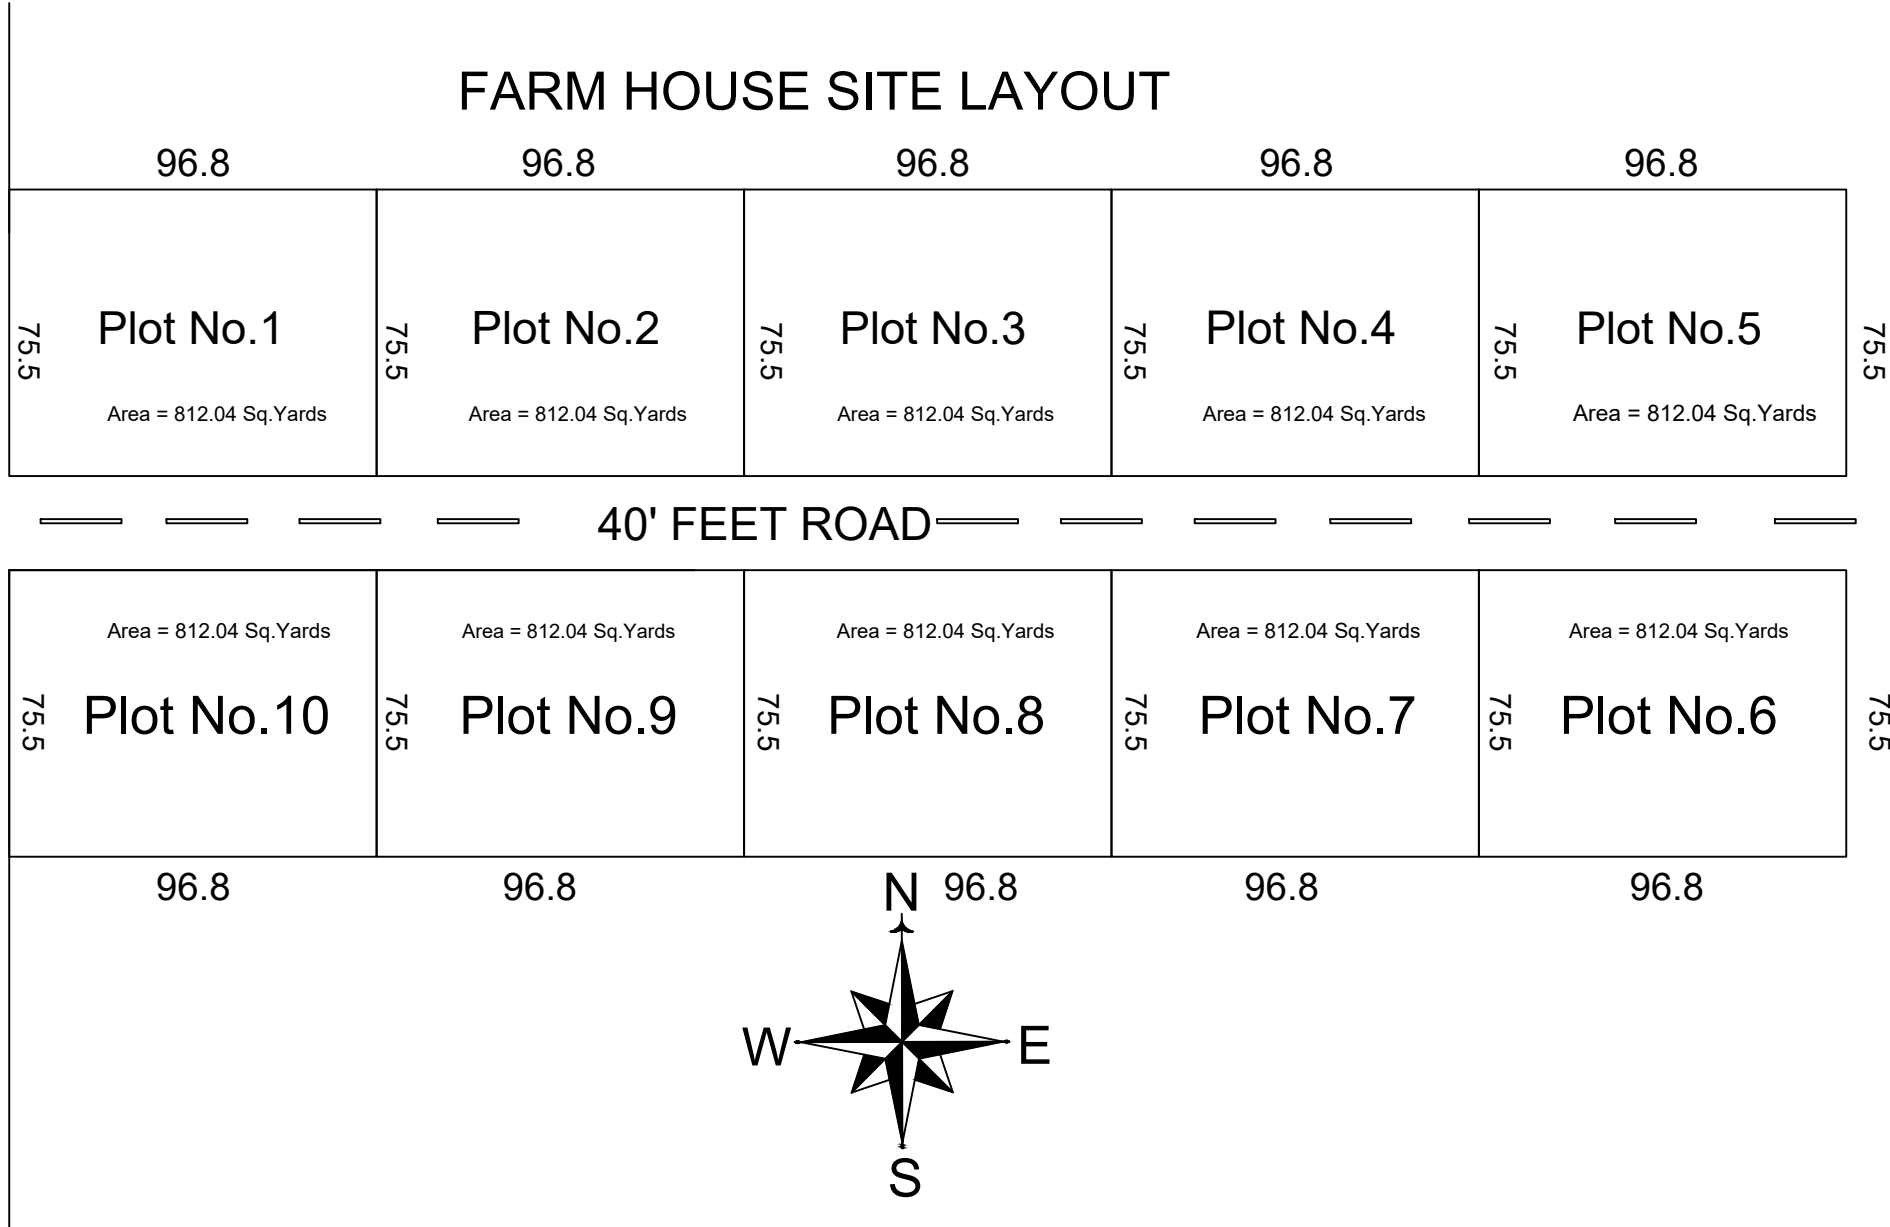 FARM HOUSE SITE LAYOUT
96.8 96.8 96.8 96.8 96.8
75.5 Plot No.1 75.5 Plot No.2 75.5 Plot No.3 75.5 Plot No.4 75.5 Plot No.5 75.5
Area = 812.04 Sq.Yards Area = 812.04 Sq.Yards Area = 812.04 Sq.Yards Area = 812.04 Sq.Yards Area = 812.04 Sq.Yards
40' FEET ROAD
Area = 812.04 Sq.Yards Area = 812.04 Sq.Yards Area = 812.04 Sq.Yards Area = 812.04 Sq.Yards Area = 812.04 Sq.Yards
75.5 Plot No.10 75.5 Plot No.9 75.5 Plot No.8 75.5 Plot No.7 75.5 Plot No.6 75.5
96.8 96.8 96.8 96.8 96.8
N
W E
S